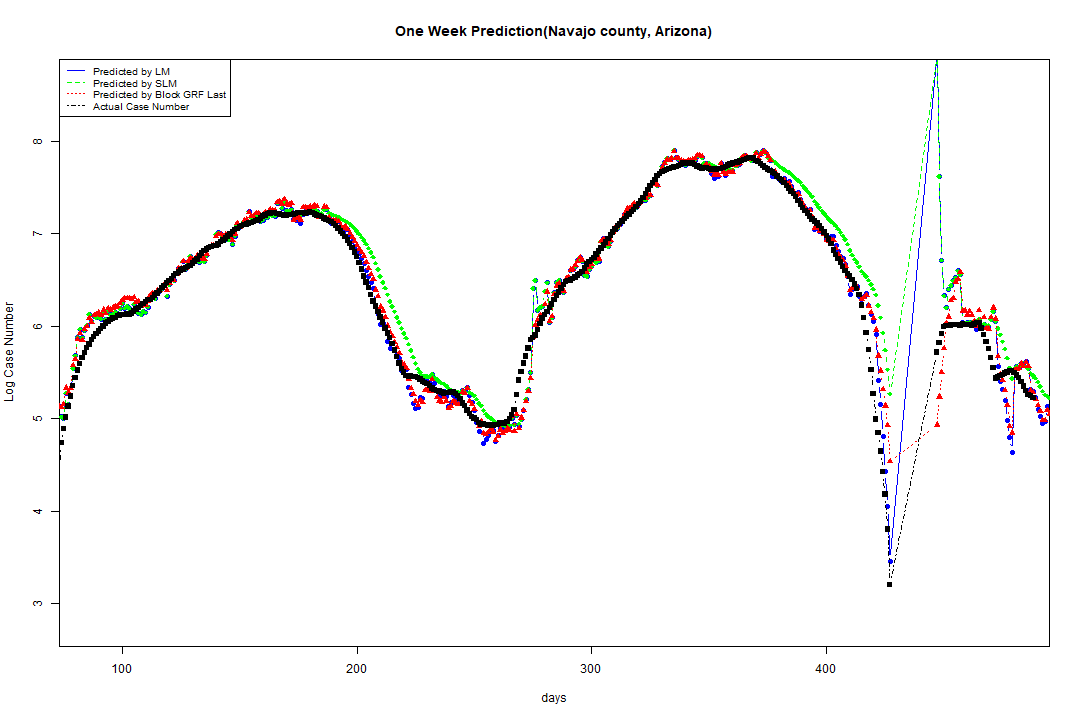 One Week Prediction(Navajo county, Arizona)
Predicted by LM
Predicted by SLM
Predicted by Block GRF Last
Actual Case Number
8
7
6
5
4
3
Log Case Number
100
200
300
400
days